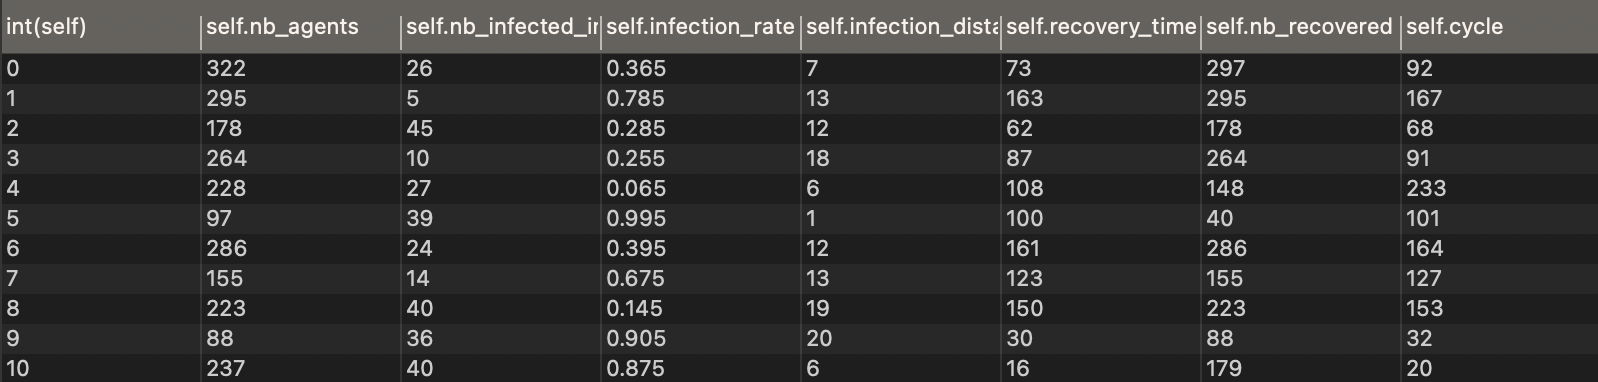 int(self) self.nb_agents self.nb_infected_i self.infection_rate self.infection_dista self.recovery_time self.nb_recovered self.cycle
0 322 26 0.365 7 73 297 92
1 295 5 0.785 13 163 295 167
2 178 45 0.285 12 62 178 68
3 264 10 0.255 18 87 264 91
4 228 27 0.065 6 108 148 233
5 97 39 0.995 1 100 40 101
6 286 24 0.395 12 161 286 164
7 155 14 0.675 13 123 155 127
8 223 40 0.145 19 150 223 153
9 88 36 0.905 20 30 88 32
10 237 40 0.875 6 16 179 20